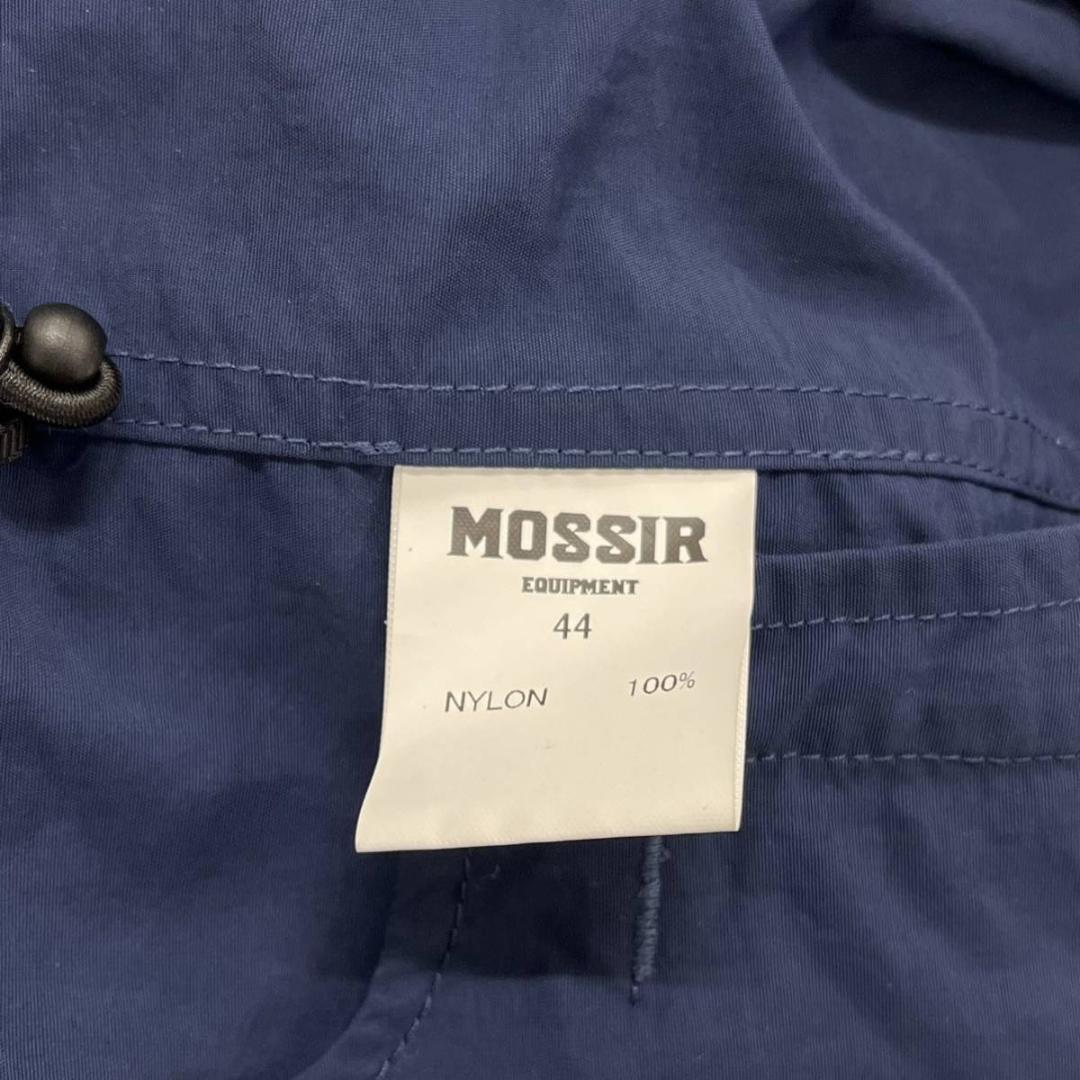 MOSSIR
EQUIPMENT
44
NYLON 100%